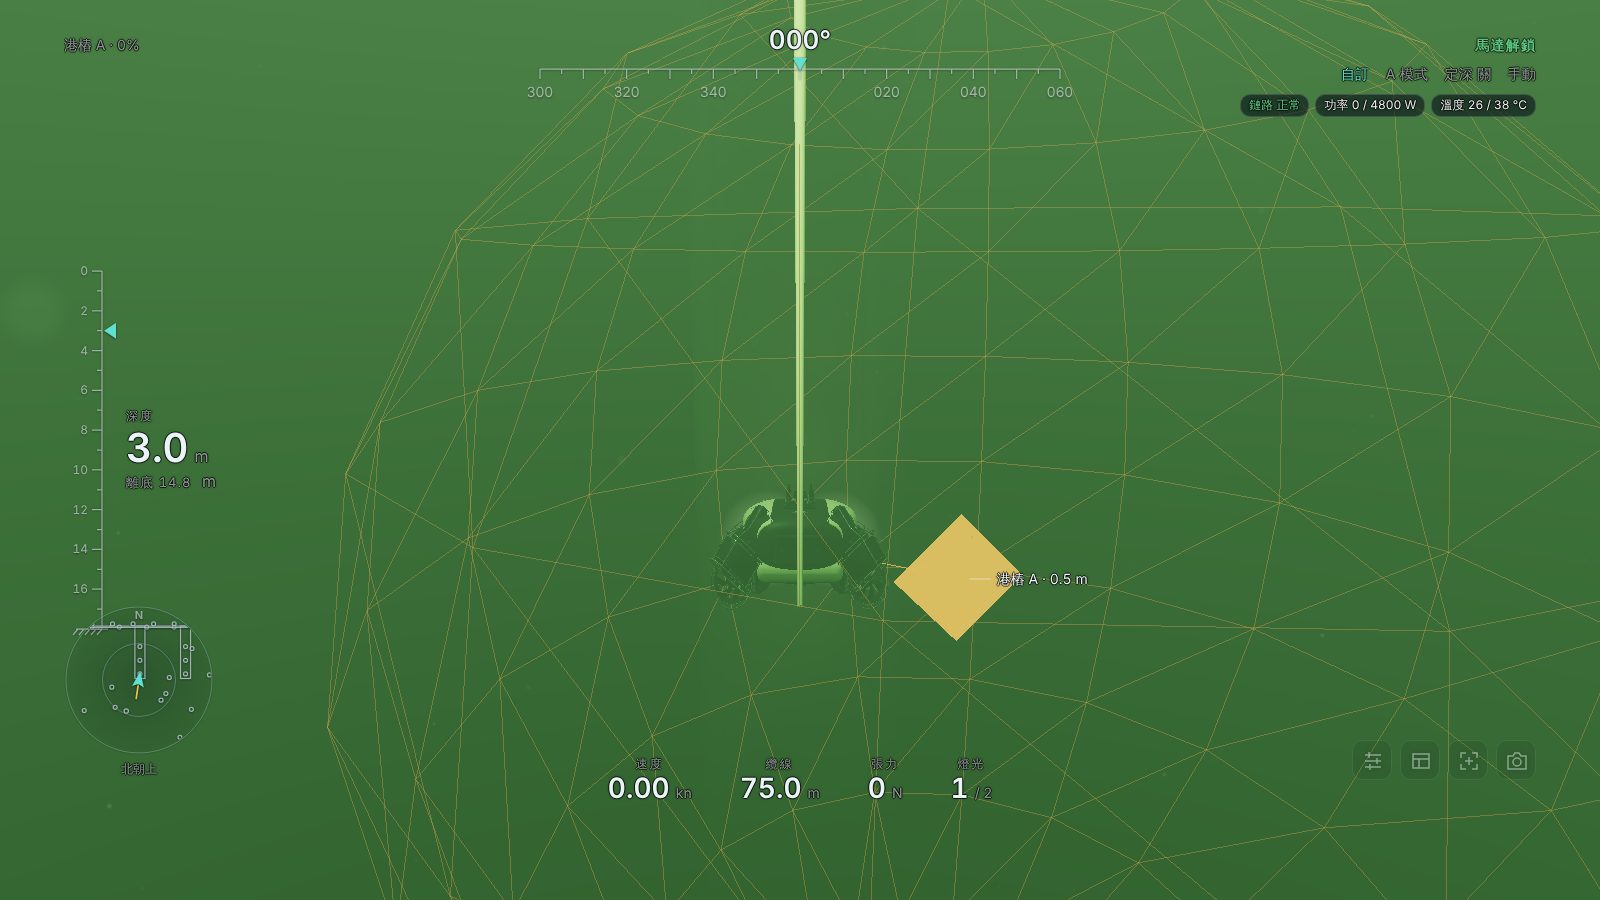 港樁 A · 0%
000°
300 320 340 020 040 060
馬達解鎖
自訂 A 模式 定深 關 手動
鏈路 正常 功率 0 / 4800 W 溫度 26 / 38 °C
0
2
4
6
8
10
12
14
16
深度
3.0 m
離底 14.8 m
港樁 A · 0.5 m
N
北朝上
速度 纜線 張力 燈光
0.00 kn 75.0 m 0 N 1 / 2